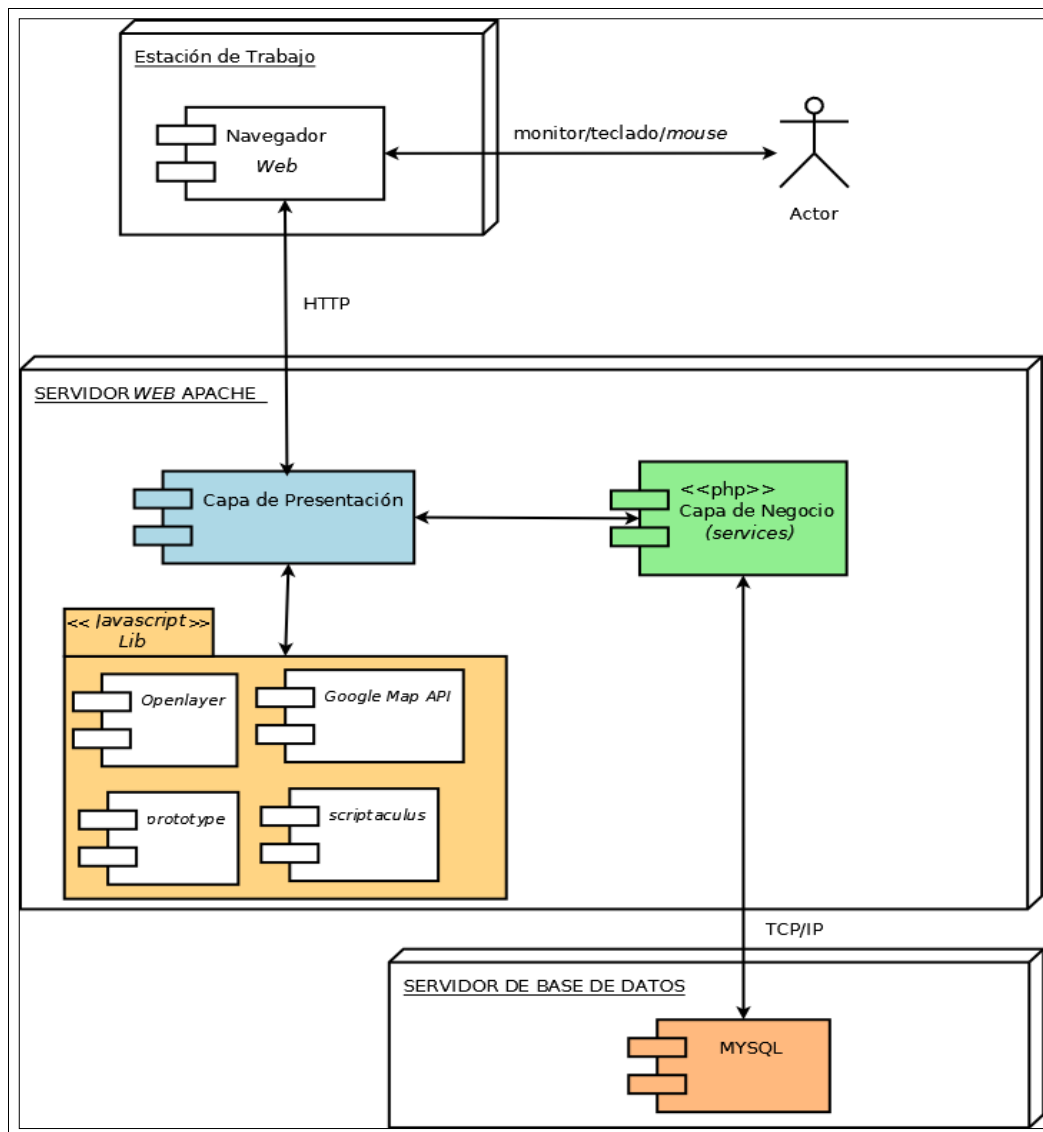 Estación de Trabajo
Navegador
Web
monitor/teclado/mouse
Actor
HTTP
SERVIDOR WEB APACHE
Capa de Presentación
<<php>>
Capa de Negocio
(services)
<< Javascript >>
Lib
Openlayer
Google Map API
prototype
scriptaculus
TCP/IP
SERVIDOR DE BASE DE DATOS
MYSQL